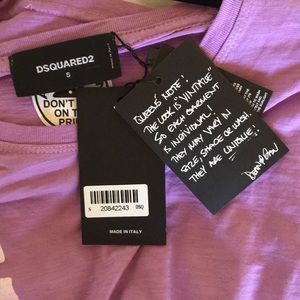 DSQUARED2
S
DON'T
ON T
PRI
QUEENS NOTE!
THE LOOK IS "VINTAGE"
SO EACH GARMENT
IS INDIVIDUAL!
THEY MAY VARY IN
SIZE, SHADE OR WASH
THEY ARE UNIQUE!
S 20842243 DSQ
MADE IN ITALY